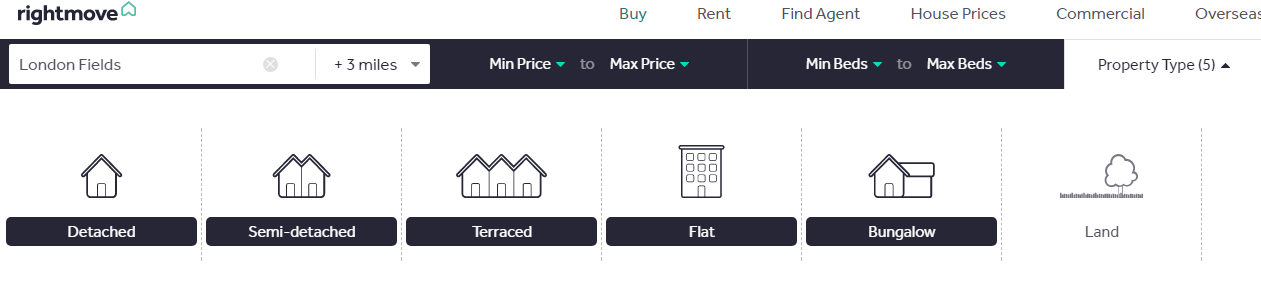 rightmove
Buy Rent Find Agent House Prices Commercial Overseas
London Fields + 3 miles Min Price to Max Price Min Beds to Max Beds Property Type (5)
Detached Semi-detached Terraced Flat Bungalow Land